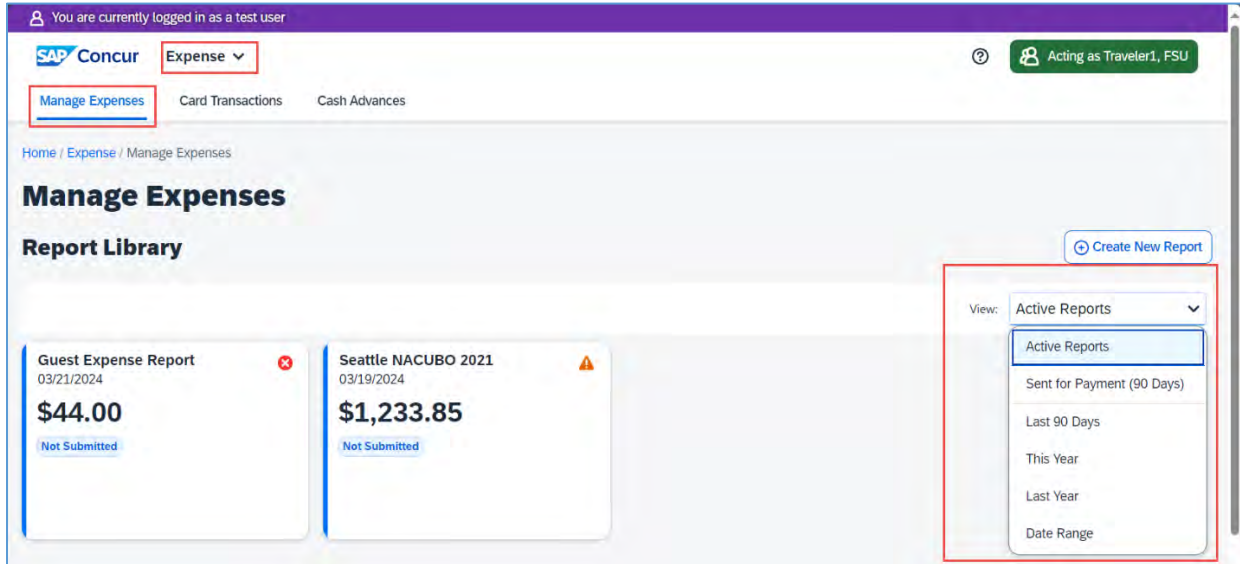 You are currently logged in as a test user
SAP Concur Expense
Acting as Traveler1, FSU
Manage Expenses Card Transactions Cash Advances
Home / Expense / Manage Expenses
Manage Expenses
Report Library
Create New Report
View: Active Reports
Active Reports
Sent for Payment (90 Days)
Last 90 Days
This Year
Last Year
Date Range
Guest Expense Report
03/21/2024
$44.00
Not Submitted
Seattle NACUBO 2021
03/19/2024
$1,233.85
Not Submitted